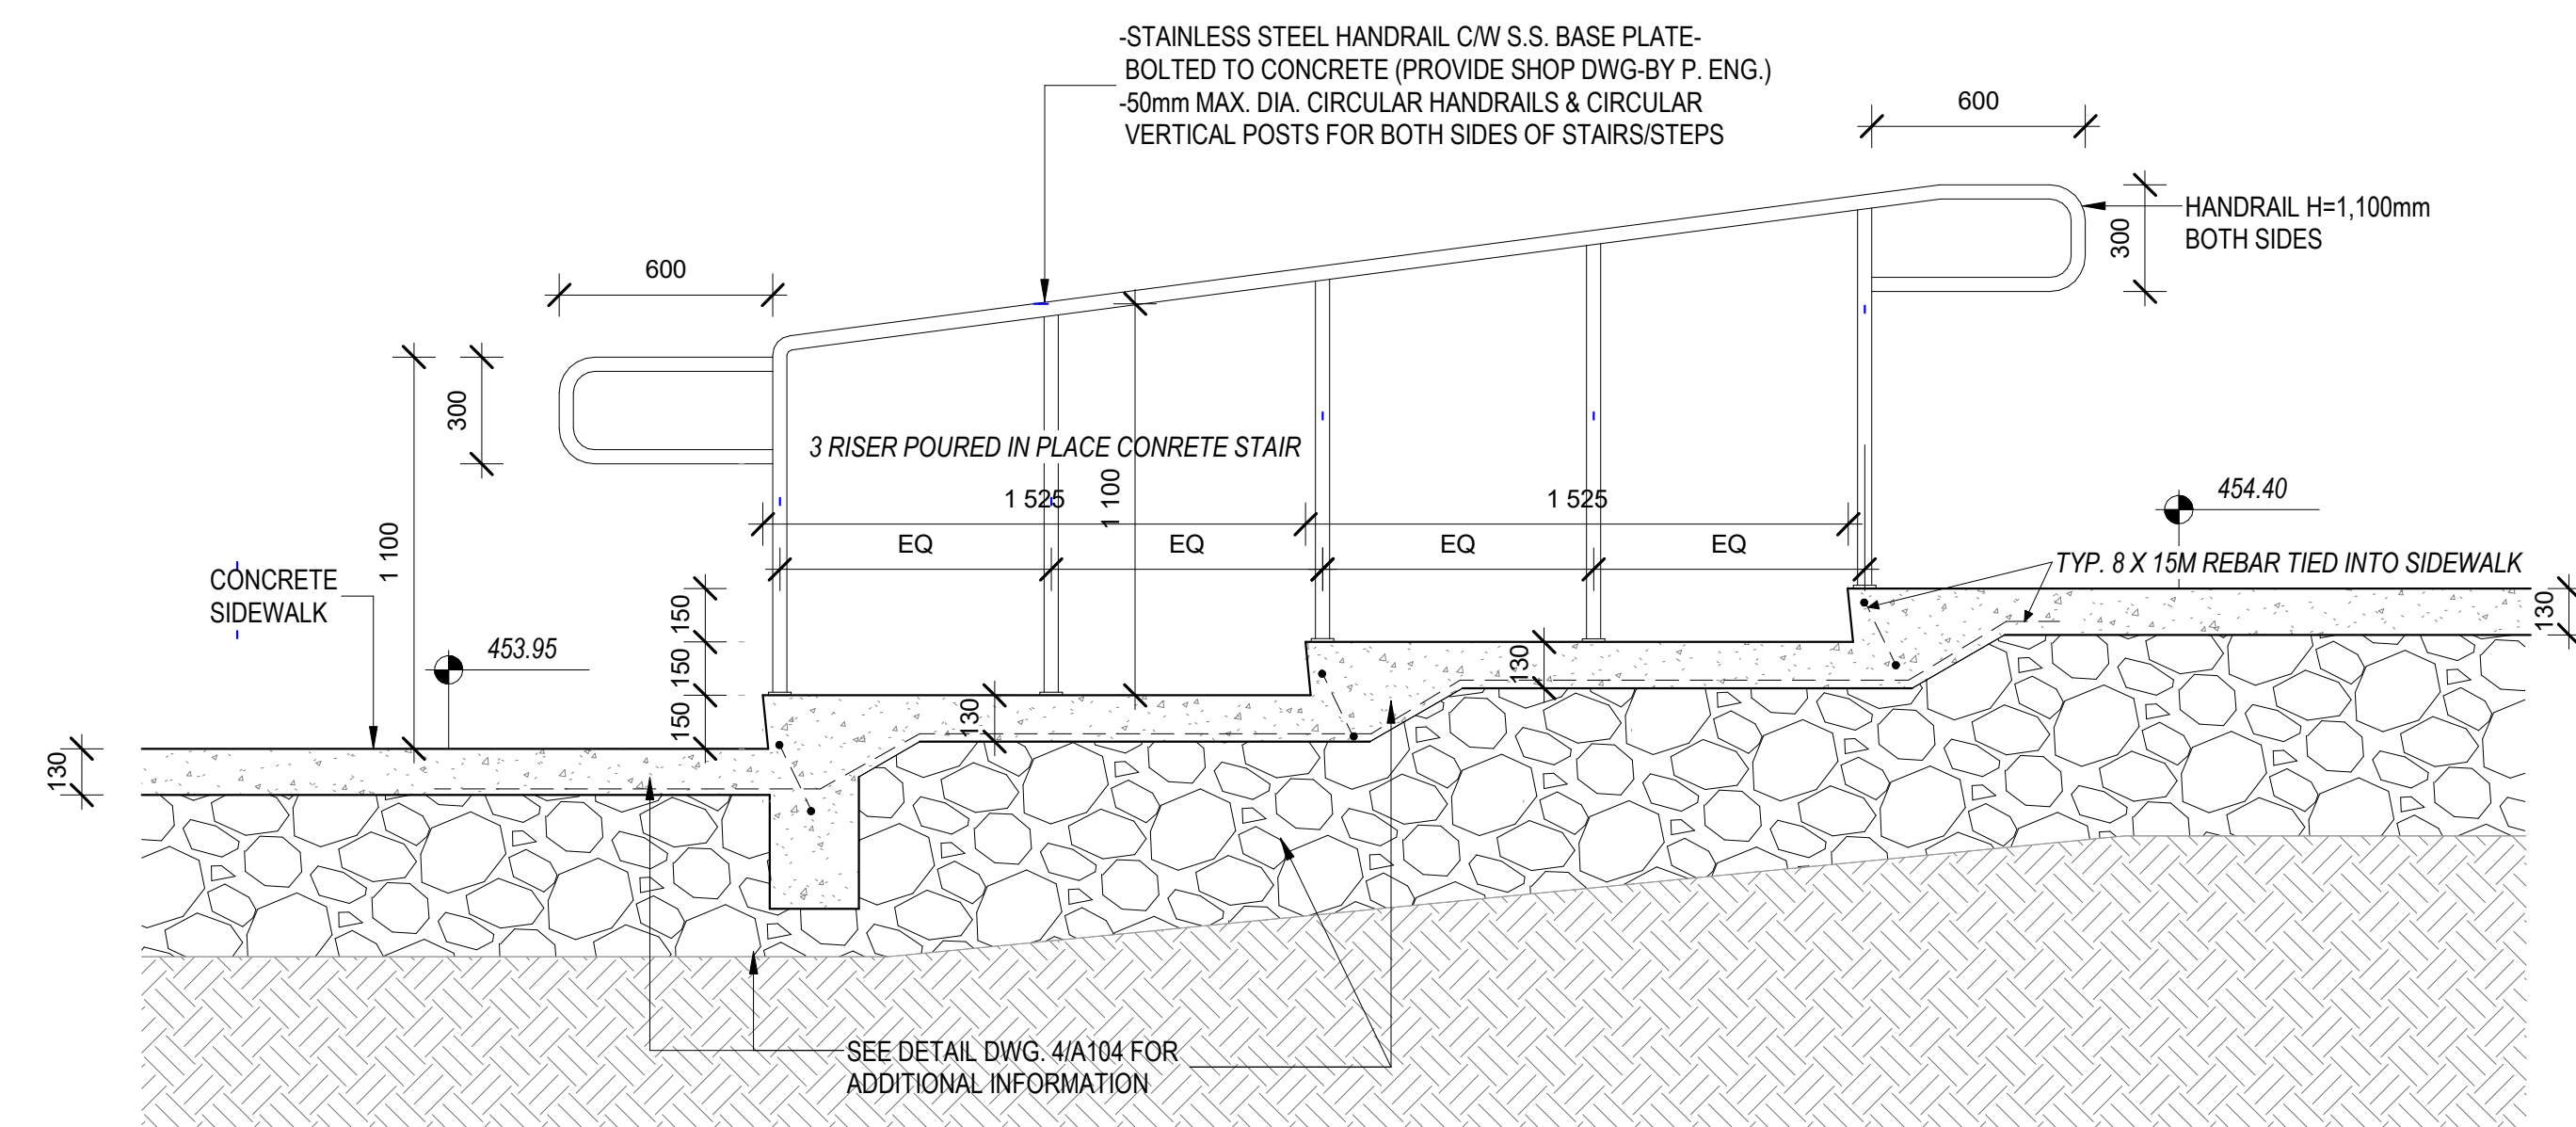 -STAINLESS STEEL HANDRAIL C/W S.S. BASE PLATE-
BOLTED TO CONCRETE (PROVIDE SHOP DWG-BY P. ENG.)
-50mm MAX. DIA. CIRCULAR HANDRAILS & CIRCULAR
VERTICAL POSTS FOR BOTH SIDES OF STAIRS/STEPS
600
HANDRAIL H=1,100mm
BOTH SIDES
300
600
300
1 100
3 RISER POURED IN PLACE CONRETE STAIR
1 525
1 525
1 100
EQ
EQ
EQ
EQ
454.40
TYP. 8 X 15M REBAR TIED INTO SIDEWALK
CONCRETE
SIDEWALK
453.95
150
150
150
130
130
130
130
SEE DETAIL DWG. 4/A104 FOR
ADDITIONAL INFORMATION